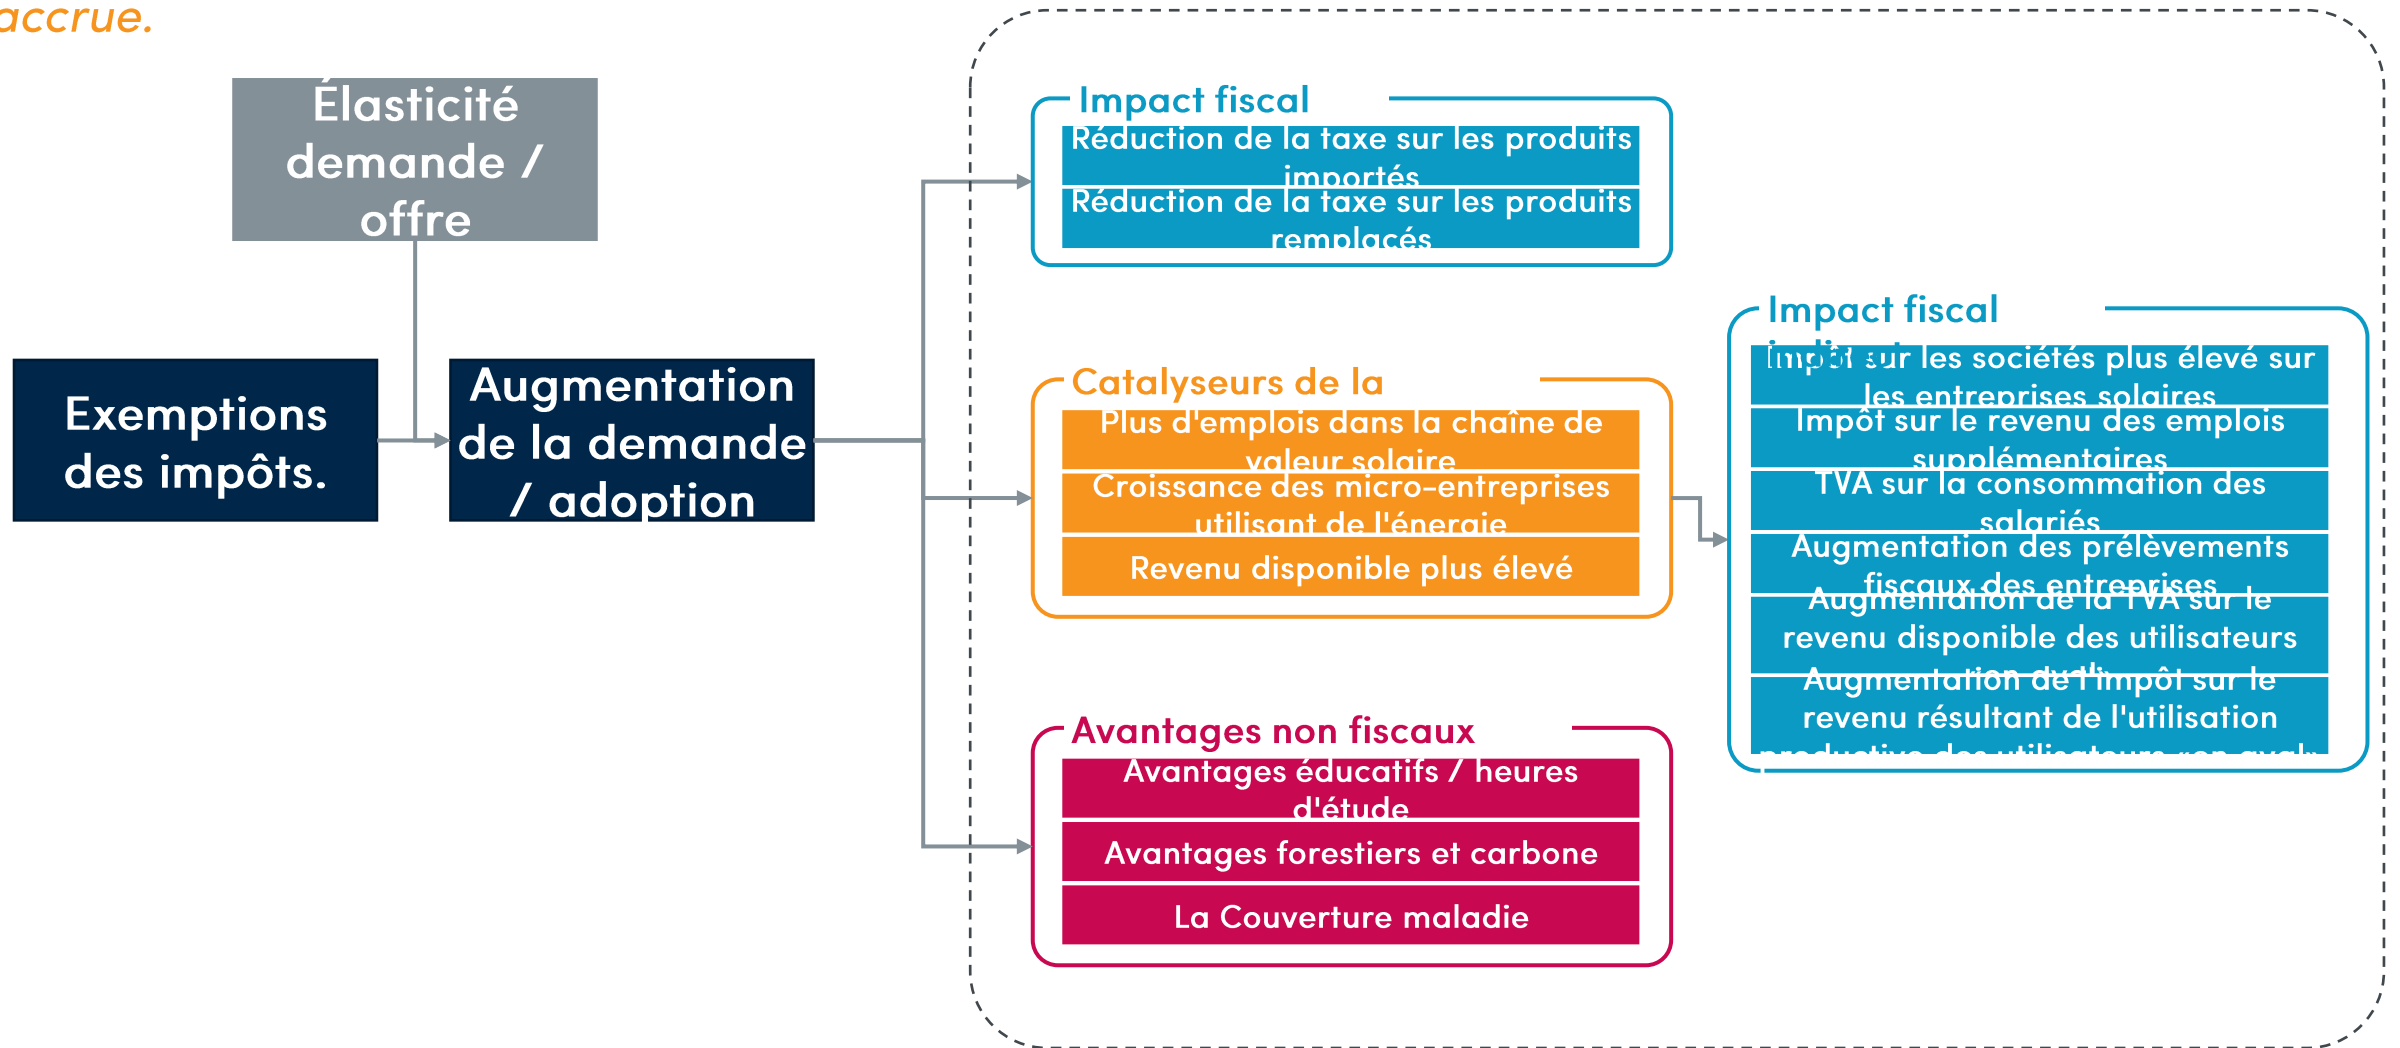 accrue.
Élasticité
demande /
offre
Exemptions
des impôts.
Augmentation
de la demande
/ adoption
Impact fiscal
Réduction de la taxe sur les produits
importés
Réduction de la taxe sur les produits
remplacés
Catalyseurs de la
Plus d'emplois dans la chaîne de
valeur solaire
Croissance des micro-entreprises
utilisant de l'énergie
Revenu disponible plus élevé
Avantages non fiscaux
Avantages éducatifs / heures
d'étude
Avantages forestiers et carbone
La Couverture maladie
Impact fiscal
Impôt sur les sociétés plus élevé sur
les entreprises solaires
Impôt sur le revenu des emplois
supplémentaires
TVA sur la consommation des
salariés
Augmentation des prélèvements
fiscaux des entreprises
Augmentation de la TVA sur le
revenu disponible des utilisateurs
Augmentation de l'impôt sur le
revenu résultant de l'utilisation
productive des utilisateurs «en aval»